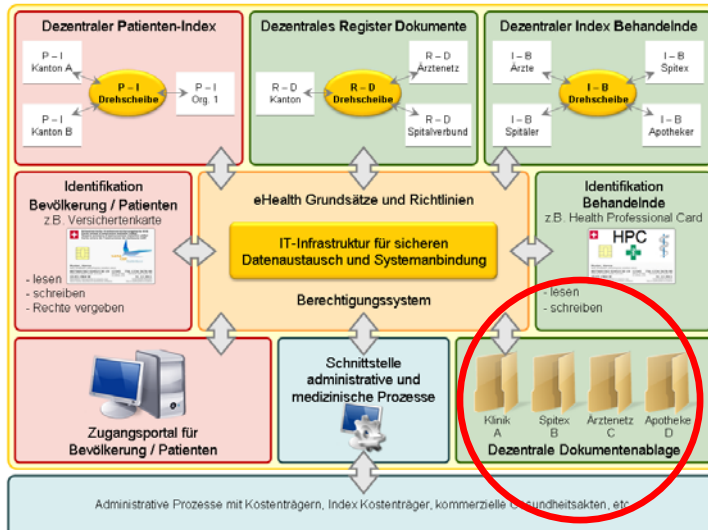 Dezentraler Patienten-Index
P – I
Kanton A
P – I
Drehscheibe
P – I
Org. 1
P – I
Kanton B
Dezentrales Register Dokumente
R – D
Ärztenetz
R – D
Kanton
R – D
Drehscheibe
R – D
Spitalverbund
Dezentraler Index Behandelnde
I – B
Ärzte
I – B
Spitex
I – B
Drehscheibe
I – B
Spitäler
I – B
Apotheker
Identifikation
Bevölkerung / Patienten
z.B. Versichertenkarte
- lesen
- schreiben
- Rechte vergeben
eHealth Grundsätze und Richtlinien
IT-Infrastruktur für sicheren
Datenaustausch und Systemanbindung
Berechtigungssystem
Identifikation
Behandelnde
z.B. Health Professional Card
HPC
- lesen
- schreiben
Zugangsportal für
Bevölkerung / Patienten
Schnittstelle
administrative und
medizinische Prozesse
Klinik
A
Spitex
B
Ärztenetz
C
Apotheke
D
Dezentrale Dokumentenablage
Administrative Prozesse mit Kostenträgern, Index Kostenträger, kommerzielle Gesundheitsakten, etc